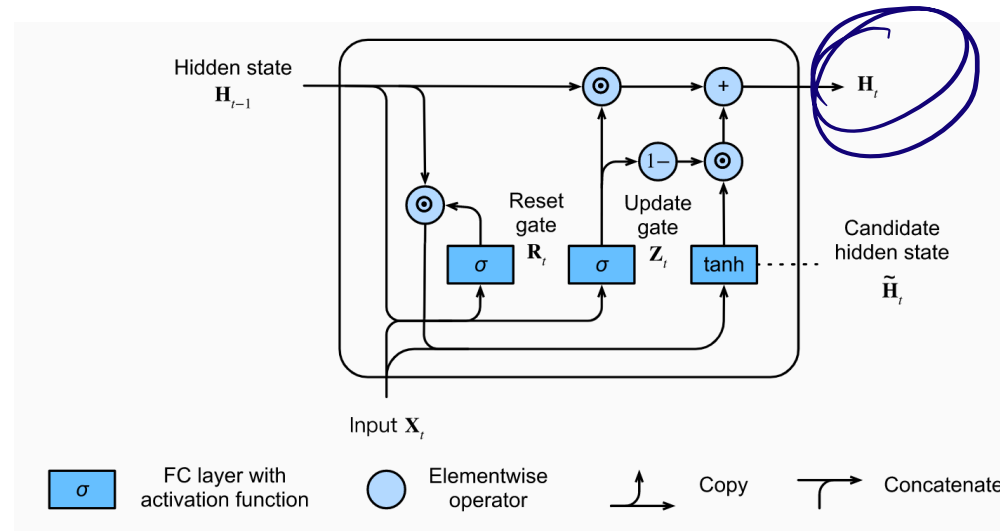 Hidden state
H_{t−1}
H_t
+
1−
Reset
gate
R_t
Update
gate
Z_t
Candidate
hidden state
H̃_t
σ
σ
tanh
Input X_t
σ
FC layer with
activation function
Elementwise
operator
Copy
Concatenate